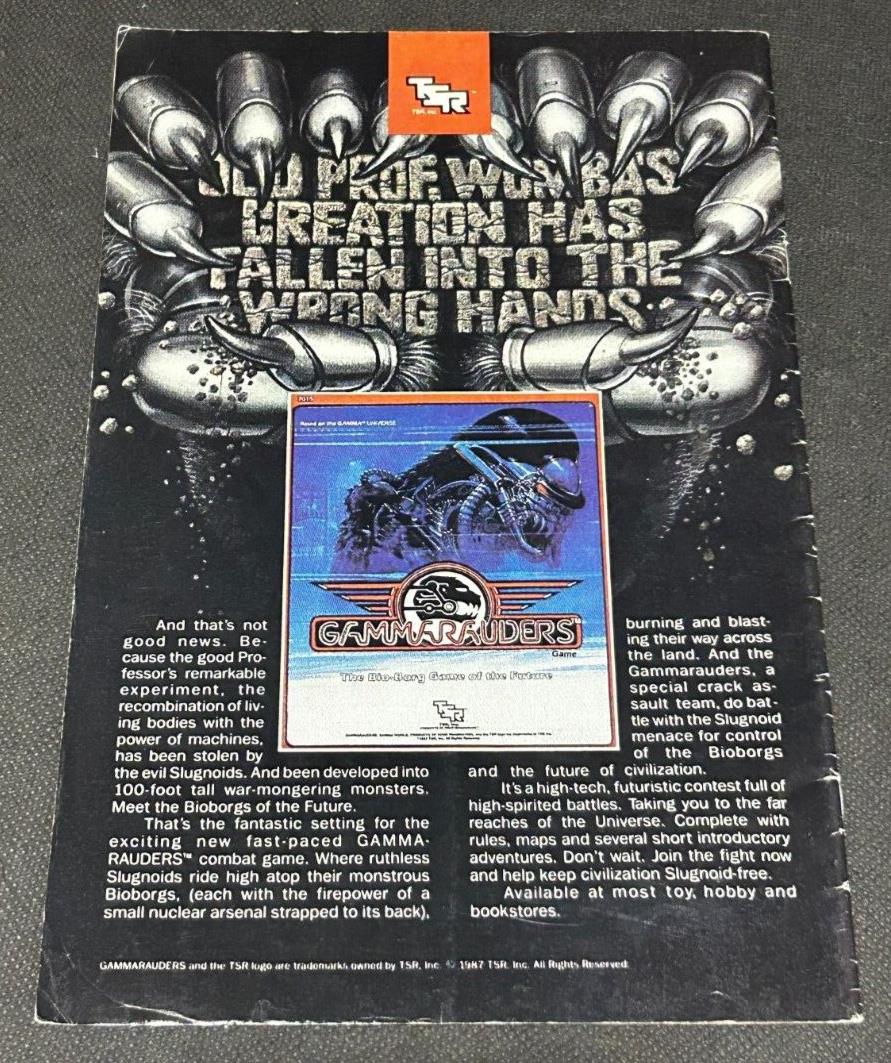 TSR
TSR, Inc.
OLD PROF. WOMBA'S
CREATION HAS
FALLEN INTO THE
WRONG HANDS.
7015
Based on the GAMMA™ UNIVERSE
GAMMARAUDERS™
Game
The Bio-Borg Game of the Future
TSR
And that's not
good news. Be-
cause the good Pro-
fessor's remarkable
experiment, the
recombination of liv-
ing bodies with the
power of machines,
has been stolen by
the evil Slugnoids. And been developed into
100-foot tall war-mongering monsters.
Meet the Bioborgs of the Future.
That's the fantastic setting for the
exciting new fast-paced GAMMA-
RAUDERS™ combat game. Where ruthless
Slugnoids ride high atop their monstrous
Bioborgs, (each with the firepower of a
small nuclear arsenal strapped to its back),
burning and blast-
ing their way across
the land. And the
Gammarauders, a
special crack as-
sault team, do bat-
tle with the Slugnoid
menace for control
of the Bioborgs
and the future of civilization.
It's a high-tech, futuristic contest full of
high-spirited battles. Taking you to the far
reaches of the Universe. Complete with
rules, maps and several short introductory
adventures. Don't wait. Join the fight now
and help keep civilization Slugnoid-free.
Available at most toy, hobby and
bookstores.
GAMMARAUDERS and the TSR logo are trademarks owned by TSR, Inc. © 1987 TSR, Inc. All Rights Reserved.